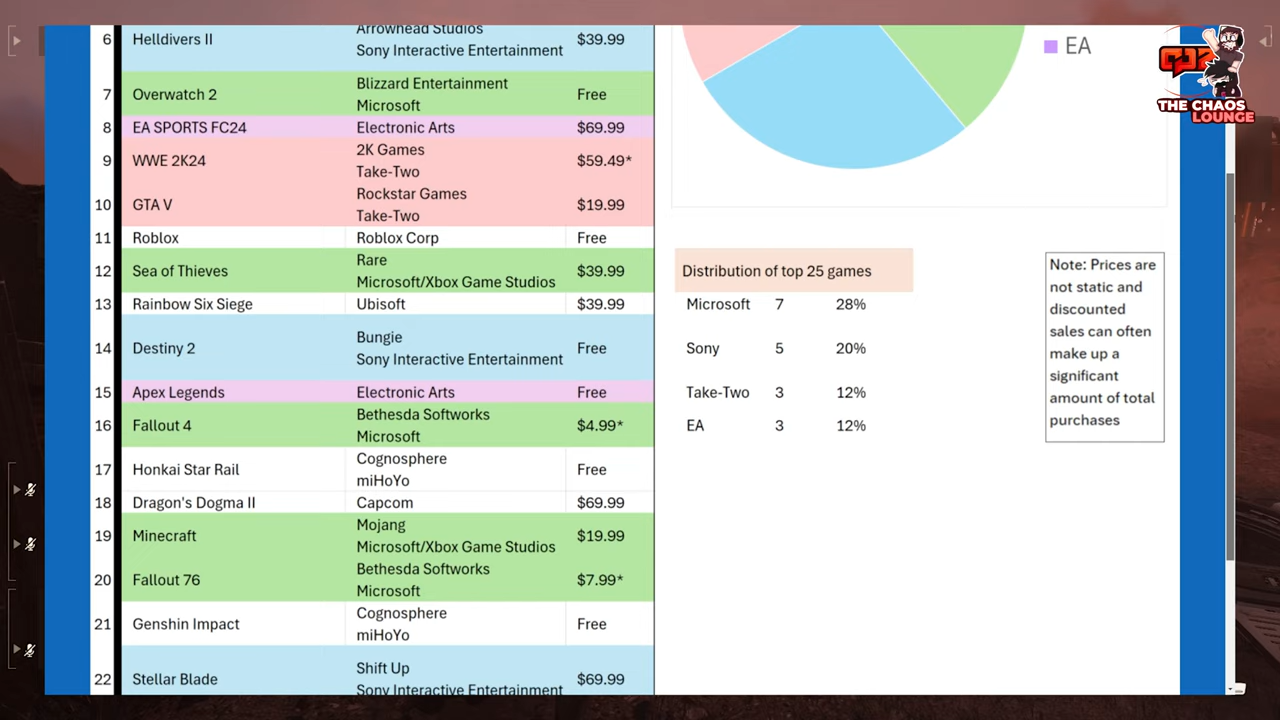 6 Helldivers II Arrowhead Studios $39.99
Sony Interactive Entertainment
7 Overwatch 2 Blizzard Entertainment Free
Microsoft
8 EA SPORTS FC24 Electronic Arts $69.99
9 WWE 2K24 2K Games $59.49*
Take-Two
10 GTA V Rockstar Games $19.99
Take-Two
11 Roblox Roblox Corp Free
12 Sea of Thieves Rare $39.99
Microsoft/Xbox Game Studios
13 Rainbow Six Siege Ubisoft $39.99
14 Destiny 2 Bungie Free
Sony Interactive Entertainment
15 Apex Legends Electronic Arts Free
16 Fallout 4 Bethesda Softworks $4.99*
Microsoft
17 Honkai Star Rail Cognosphere Free
miHoYo
18 Dragon's Dogma II Capcom $69.99
19 Minecraft Mojang $19.99
Microsoft/Xbox Game Studios
20 Fallout 76 Bethesda Softworks $7.99*
Microsoft
21 Genshin Impact Cognosphere Free
miHoYo
22 Stellar Blade Shift Up $69.99
Sony Interactive Entertainment
EA
THE CHAOS
LOUNGE
Distribution of top 25 games
Microsoft 7 28%
Sony 5 20%
Take-Two 3 12%
EA 3 12%
Note: Prices are
not static and
discounted
sales can often
make up a
significant
amount of total
purchases